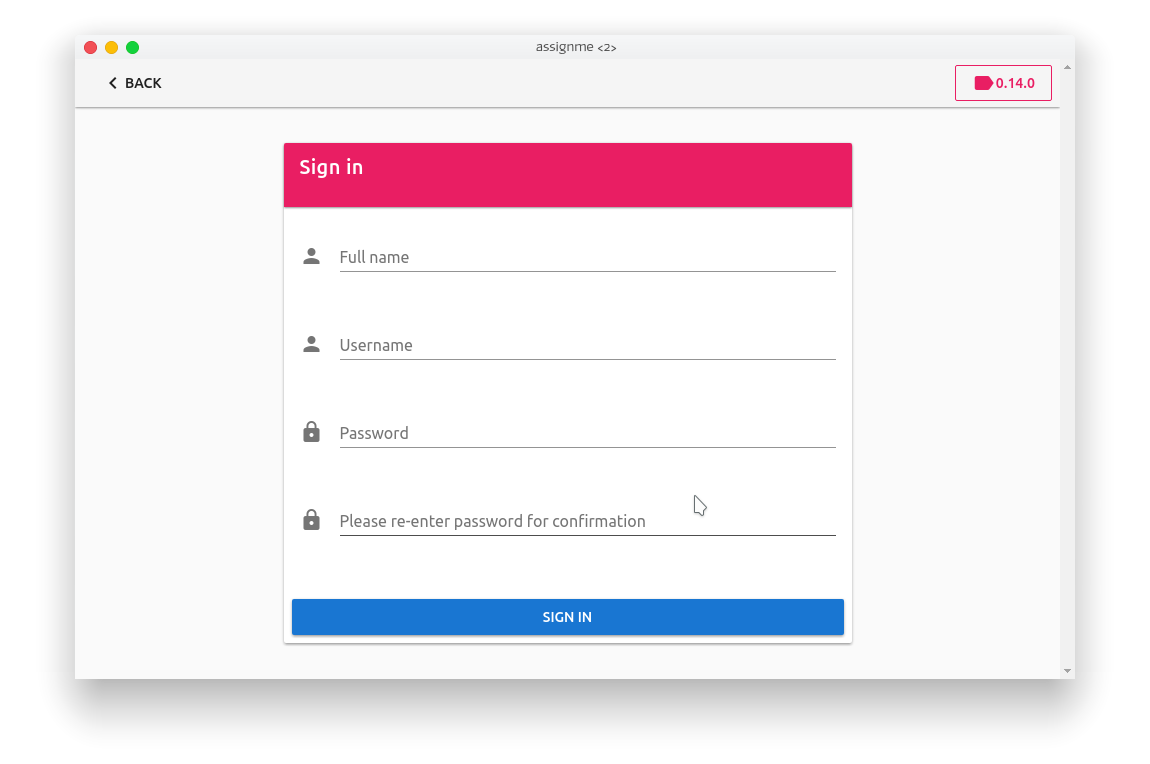 assignme <2>
BACK
0.14.0
Sign in
Full name
Username
Password
Please re-enter password for confirmation
SIGN IN